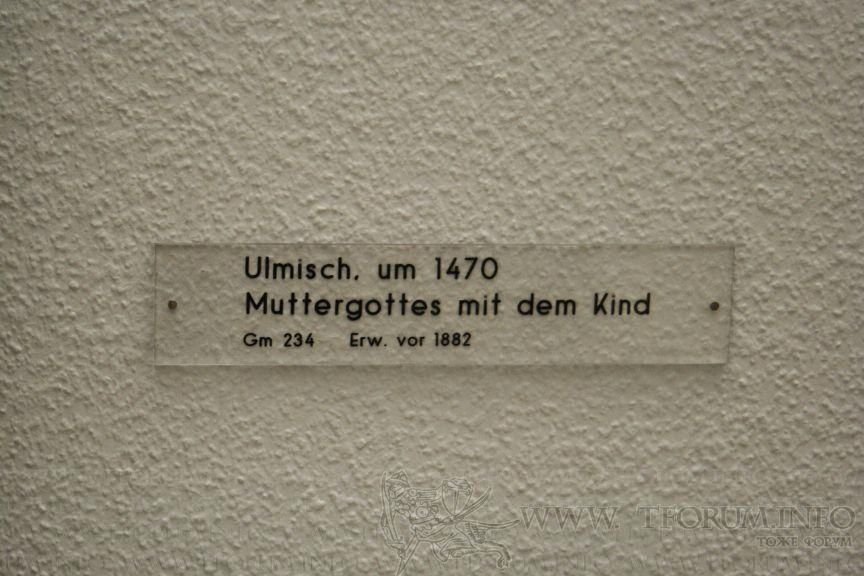 Ulmisch, um 1470
Muttergottes mit dem Kind
Gm 234 Erw. vor 1882
WWW. TFORUM.INFO
ТОЖЕ ФОРУМ